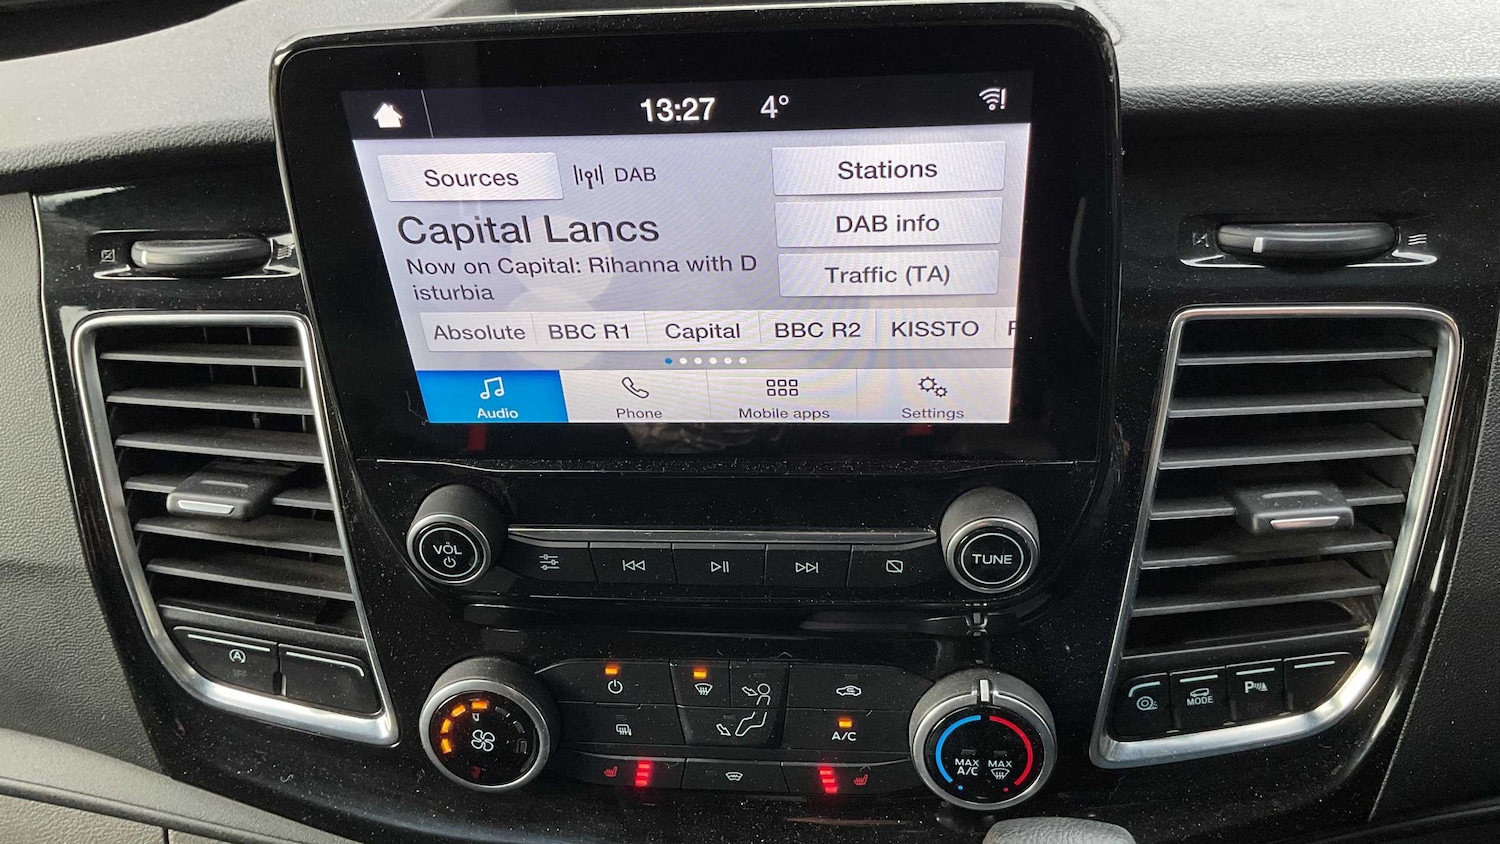 13:27 4°
Sources DAB Stations
Capital Lancs DAB info
Now on Capital: Rihanna with D
isturbia
Traffic (TA)
Absolute BBC R1 Capital BBC R2 KISSTO
Audio Phone Mobile apps Settings
VOL TUNE
A OFF
MODE P
A/C
MAX A/C MAX